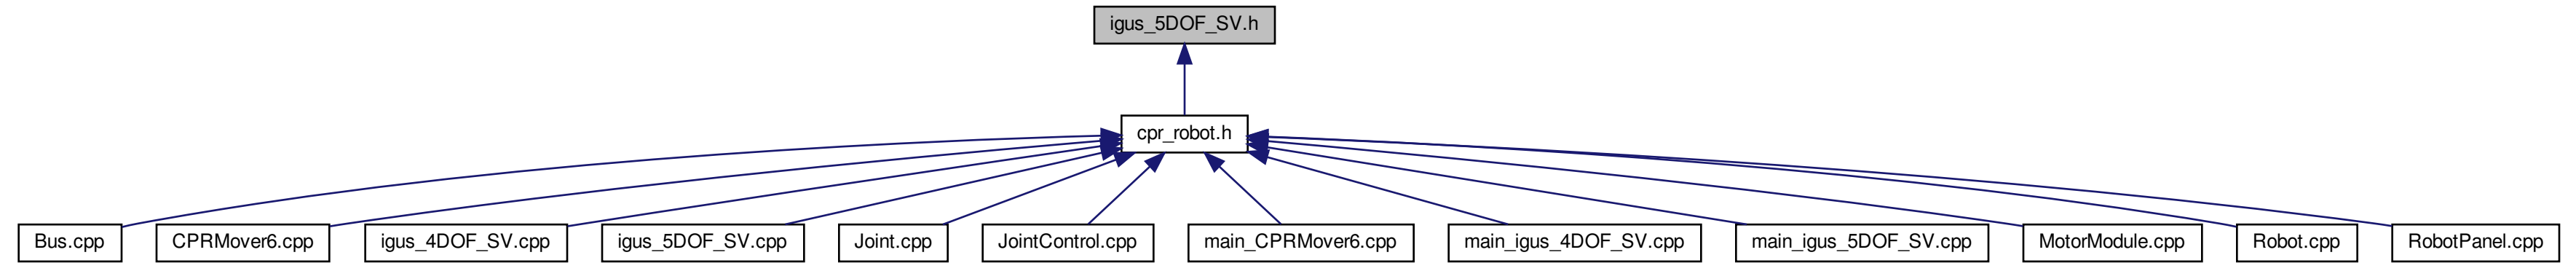 igus_5DOF_SV.h
cpr_robot.h
Bus.cpp
CPRMover6.cpp
igus_4DOF_SV.cpp
igus_5DOF_SV.cpp
Joint.cpp
JointControl.cpp
main_CPRMover6.cpp
main_igus_4DOF_SV.cpp
main_igus_5DOF_SV.cpp
MotorModule.cpp
Robot.cpp
RobotPanel.cpp